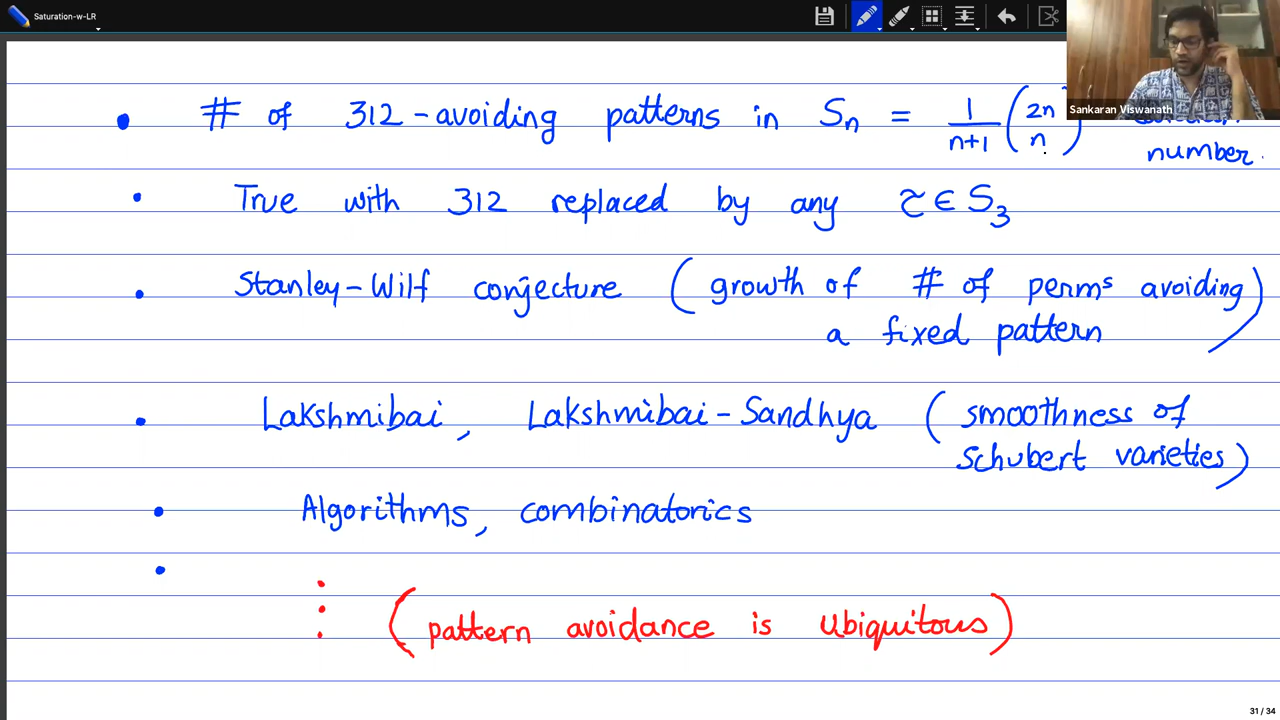 Saturation-w-LR
Sankaran Viswanath
• # of 312-avoiding patterns in Sₙ = 1/(n+1) (2n n)
number.
• True with 312 replaced by any τ ∈ S₃
• Stanley-Wilf conjecture (growth of # of permˢ avoiding
a fixed pattern)
• Lakshmibai, Lakshmibai-Sandhya (smoothness of
schubert varieties)
• Algorithms, combinatorics
•
⋮ (pattern avoidance is ubiquitous)
31 / 34